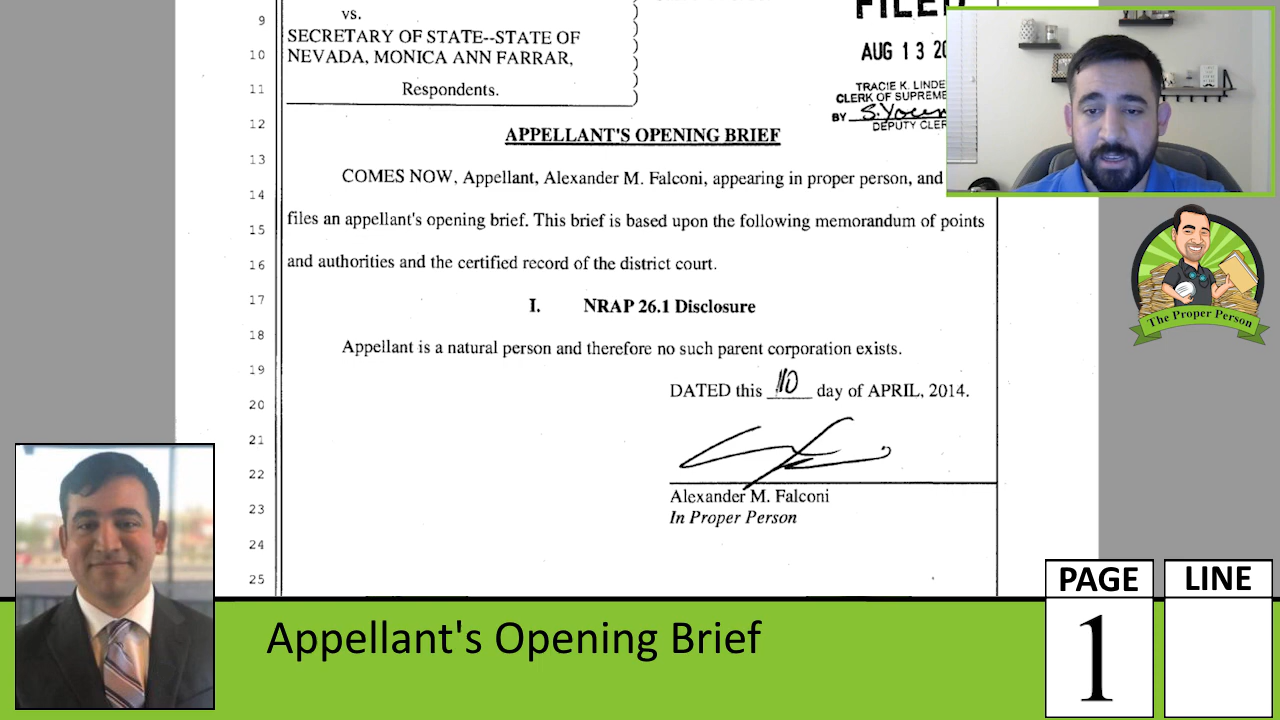 FILED
9 vs.
AUG 13 20
SECRETARY OF STATE--STATE OF
10 NEVADA, MONICA ANN FARRAR,
TRACIE K. LINDE
11 Respondents.
CLERK OF SUPREME
BY S. Youn
DEPUTY CLER
12 APPELLANT'S OPENING BRIEF
13
COMES NOW, Appellant, Alexander M. Falconi, appearing in proper person, and
14
files an appellant's opening brief. This brief is based upon the following memorandum of points
15
and authorities and the certified record of the district court.
16
17 I. NRAP 26.1 Disclosure
18
Appellant is a natural person and therefore no such parent corporation exists.
19
DATED this 10 day of APRIL, 2014.
20
21
22
Alexander M. Falconi
23 In Proper Person
24
25
The Proper Person
Appellant's Opening Brief
PAGE
1
LINE